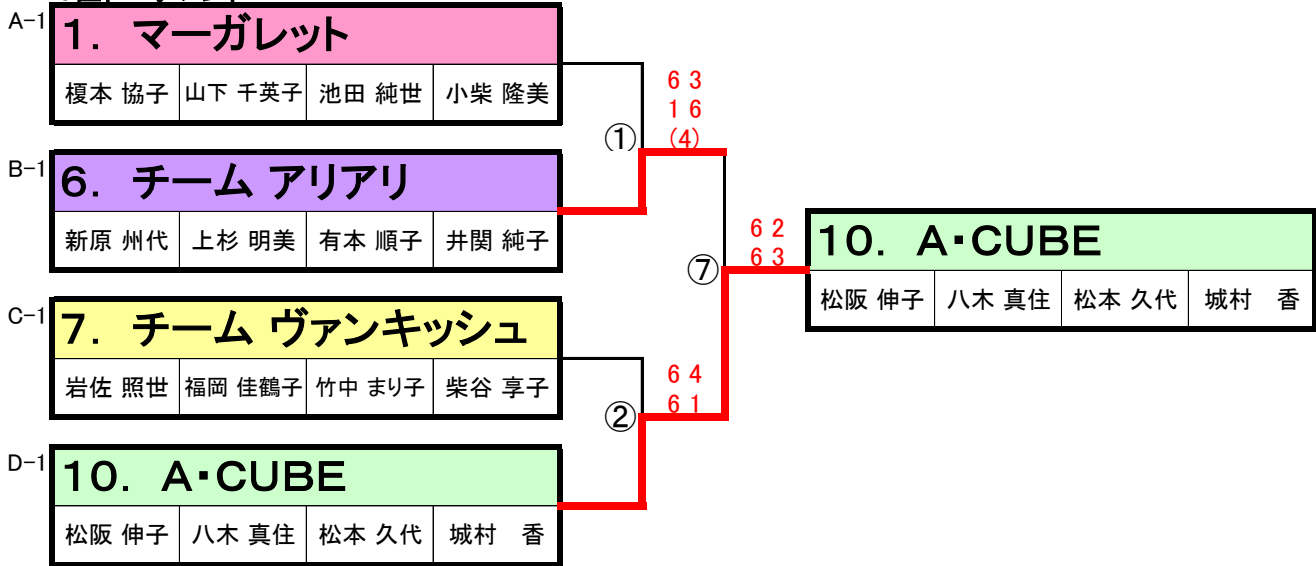 A-1
1. マーガレット
榎本 協子 山下 千英子 池田 純世 小柴 隆美
6 3
1 6
(4)
①
B-1
6. チーム アリアリ
新原 州代 上杉 明美 有本 順子 井関 純子
6 2
6 3
⑦
10. A・CUBE
松阪 伸子 八木 真住 松本 久代 城村 香
C-1
7. チーム ヴァンキッシュ
岩佐 照世 福岡 佳鶴子 竹中 まり子 柴谷 享子
6 4
6 1
②
D-1
10. A・CUBE
松阪 伸子 八木 真住 松本 久代 城村 香